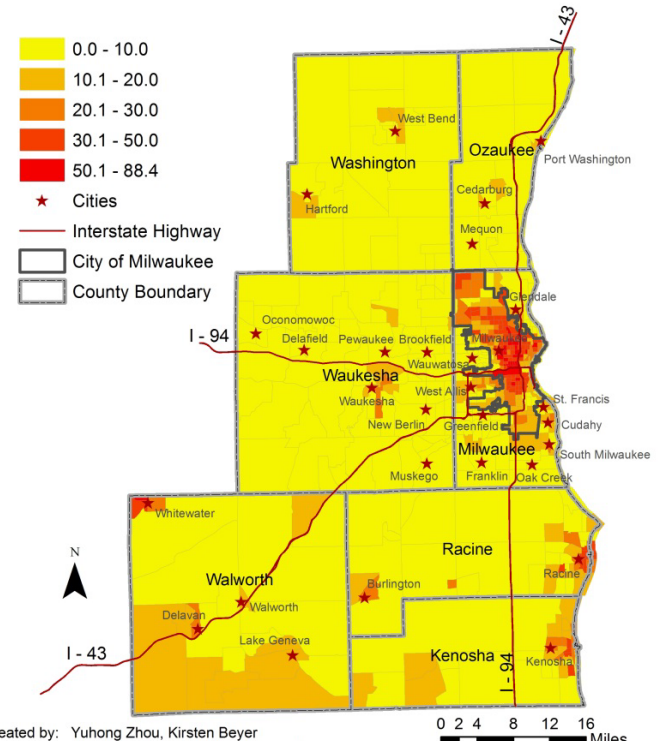 0.0 - 10.0
10.1 - 20.0
20.1 - 30.0
30.1 - 50.0
50.1 - 88.4
Cities
Interstate Highway
City of Milwaukee
County Boundary
I - 43
West Bend
Washington
Ozaukee
Port Washington
Hartford
Cedarburg
Mequon
Glendale
Oconomowoc
I - 94
Delafield
Pewaukee
Brookfield
Milwaukee
Wauwatosa
Waukesha
Waukesha
West Allis
New Berlin
St. Francis
Greenfield
Cudahy
Milwaukee
South Milwaukee
Muskego
Franklin
Oak Creek
Whitewater
N
Racine
Racine
Walworth
Burlington
Walworth
Delavan
Lake Geneva
I - 43
Kenosha
I - 94
Kenosha
eated by: Yuhong Zhou, Kirsten Beyer
0 2 4 8 12 16
Miles